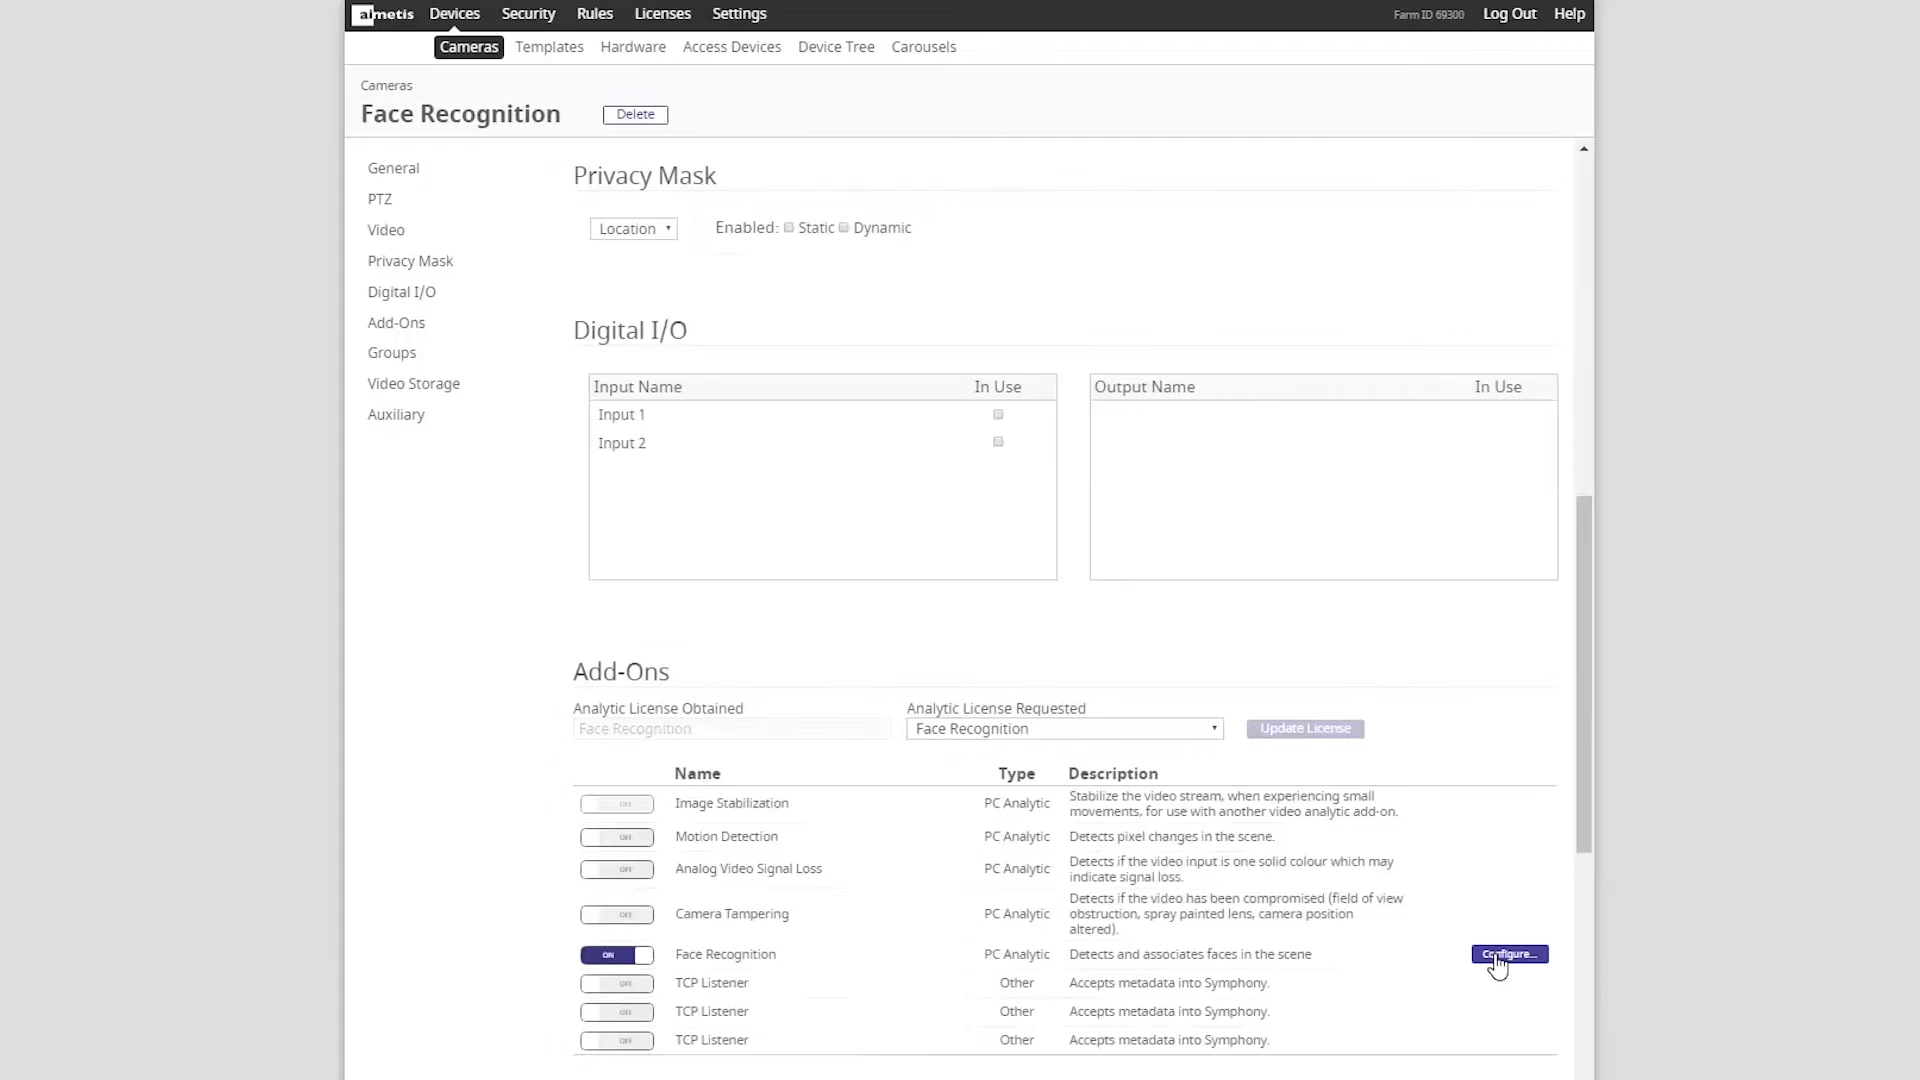 aimetis Devices Security Rules Licenses Settings Farm ID 69300 Log Out Help
Cameras Templates Hardware Access Devices Device Tree Carousels
Cameras
Face Recognition Delete
General
PTZ
Video
Privacy Mask
Digital I/O
Add-Ons
Groups
Video Storage
Auxiliary
Privacy Mask
Location Enabled: Static Dynamic
Digital I/O
Input Name In Use Output Name In Use
Input 1
Input 2
Add-Ons
Analytic License Obtained Analytic License Requested
Face Recognition Face Recognition Update License
Name Type Description
OFF Image Stabilization PC Analytic Stabilize the video stream, when experiencing small
movements, for use with another video analytic add-on.
OFF Motion Detection PC Analytic Detects pixel changes in the scene.
OFF Analog Video Signal Loss PC Analytic Detects if the video input is one solid colour which may
indicate signal loss.
OFF Camera Tampering PC Analytic Detects if the video has been compromised (field of view
obstruction, spray painted lens, camera position
altered).
ON Face Recognition PC Analytic Detects and associates faces in the scene Configure...
OFF TCP Listener Other Accepts metadata into Symphony.
OFF TCP Listener Other Accepts metadata into Symphony.
OFF TCP Listener Other Accepts metadata into Symphony.